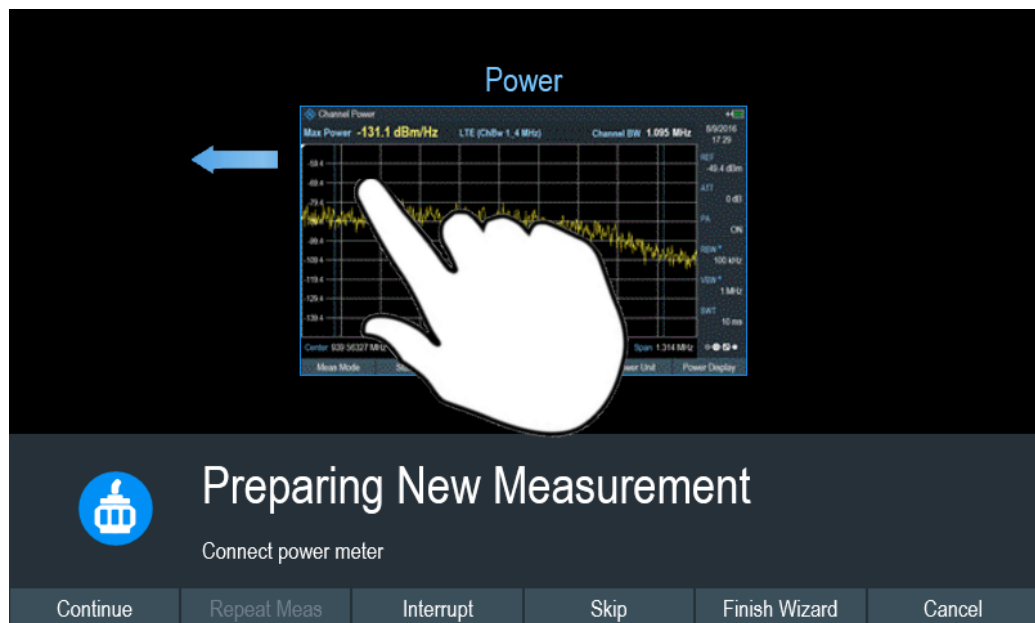 Power
Channel Power
Max Power -131.1 dBm/Hz LTE (ChBw 1_4 MHz) Channel BW 1.095 MHz
8/9/2016
17:29
REF
-49.4 dBm
-59.4
ATT
-69.4
0 dB
-79.4
PA
ON
-99.4
RBW*
-109.4
100 kHz
-119.4
VBW*
1 MHz
-129.4
SWT
-139.4
10 ms
Center 939.56327 MHz Span 1.314 MHz
Meas Mode Power Display
Preparing New Measurement
Connect power meter
Continue Repeat Meas Interrupt Skip Finish Wizard Cancel